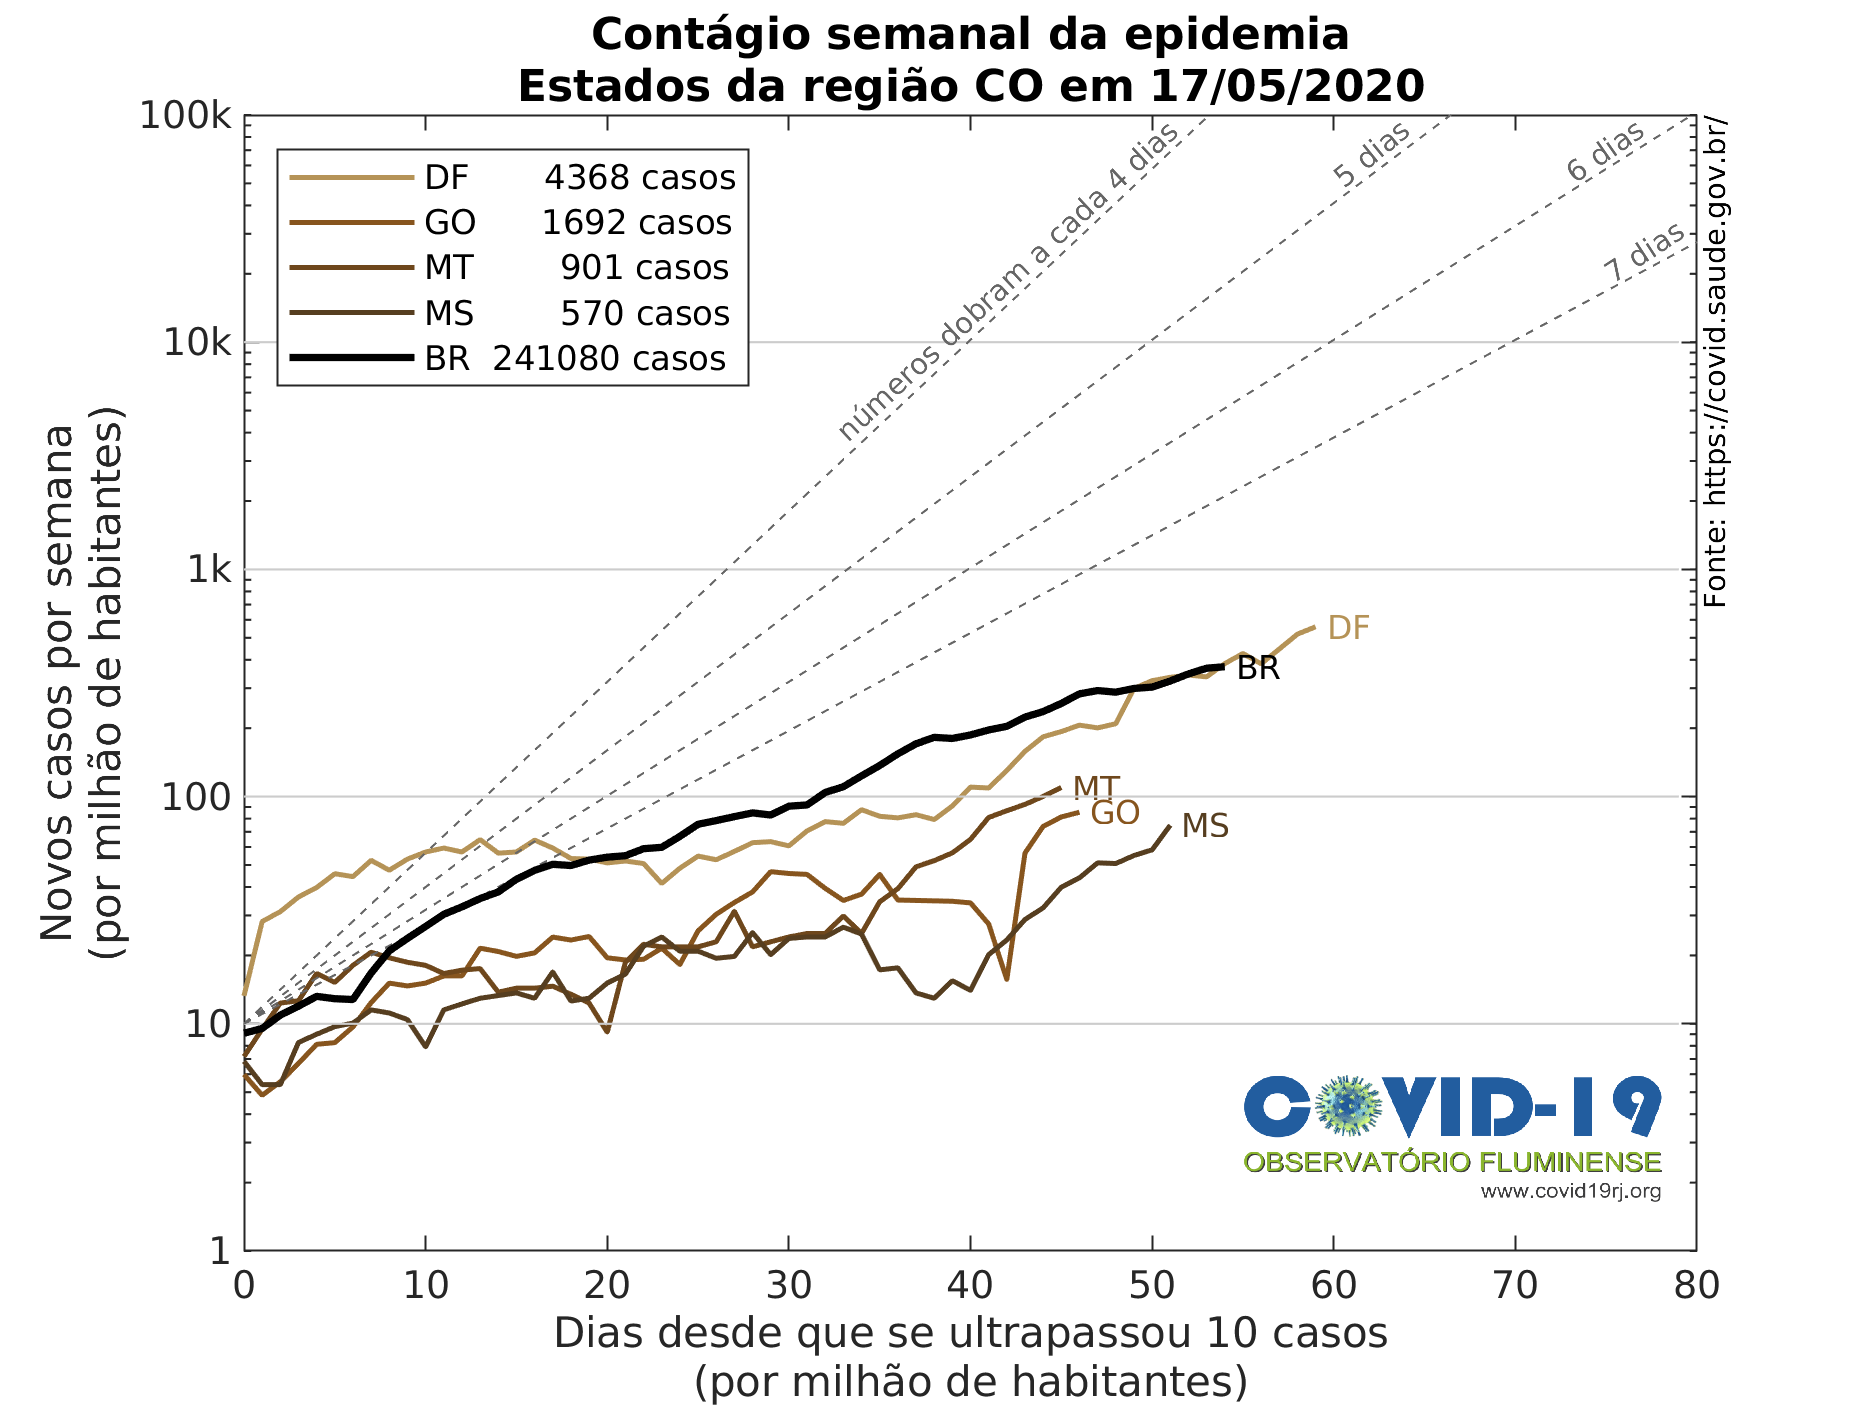 Contágio semanal da epidemia
Estados da região CO em 17/05/2020
100k
10k
1k
100
10
1
Novos casos por semana
(por milhão de habitantes)
DF 4368 casos
GO 1692 casos
MT 901 casos
MS 570 casos
BR 241080 casos
números dobram a cada 4 dias
5 dias
6 dias
7 dias
Fonte: https://covid.saude.gov.br/
DF
BR
MT
GO
MS
COVID-19
OBSERVATÓRIO FLUMINENSE
www.covid19rj.org
0 10 20 30 40 50 60 70 80
Dias desde que se ultrapassou 10 casos
(por milhão de habitantes)